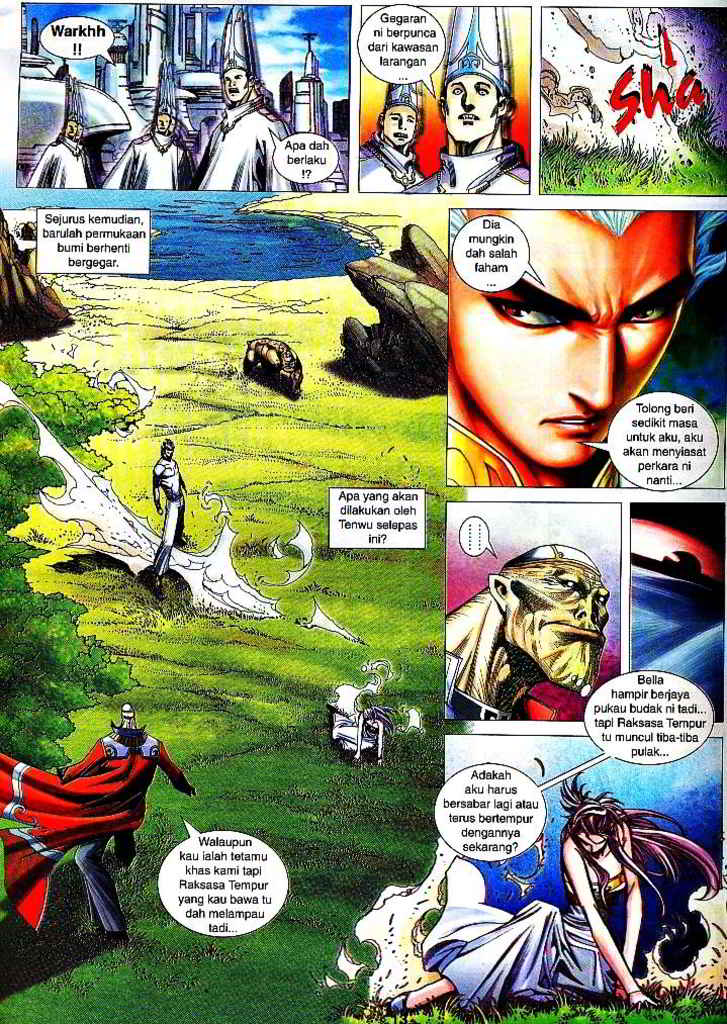 Warkhh
!!
Apa dah
berlaku
!?
Gegaran
ni berpunca
dari kawasan
larangan
...
Sha
Sejurus kemudian,
barulah permukaan
bumi berhenti
bergegar.
Dia
mungkin
dah salah
faham
...
Tolong beri
sedikit masa
untuk aku, aku
akan menyiasat
perkara ni
nanti...
Apa yang akan
dilakukan oleh
Tenwu selepas
ini?
Walaupun
kau ialah tetamu
khas kami tapi
Raksasa Tempur
yang kau bawa tu
dah melampau
tadi...
......
Bella
hampir berjaya
pukau budak ni tadi...
tapi Raksasa Tempur
tu muncul tiba-tiba
pulak...
Adakah
aku harus
bersabar lagi atau
terus bertempur
dengannya
sekarang?